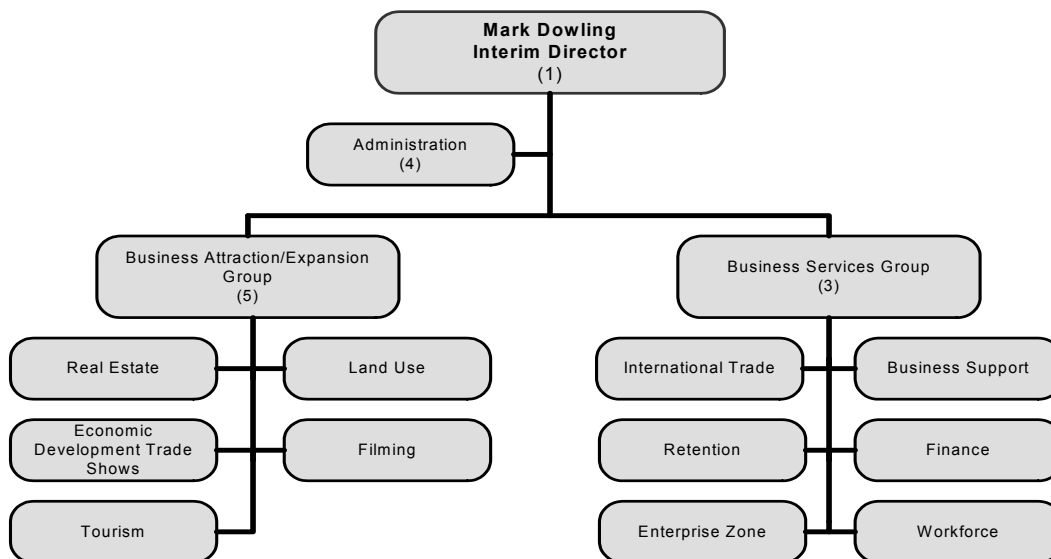 Mark Dowling
Interim Director
(1)
Administration
(4)
Business Attraction/Expansion
Group
(5)
Business Services Group
(3)
Real Estate
Land Use
International Trade
Business Support
Economic
Development Trade
Shows
Filming
Retention
Finance
Tourism
Enterprise Zone
Workforce